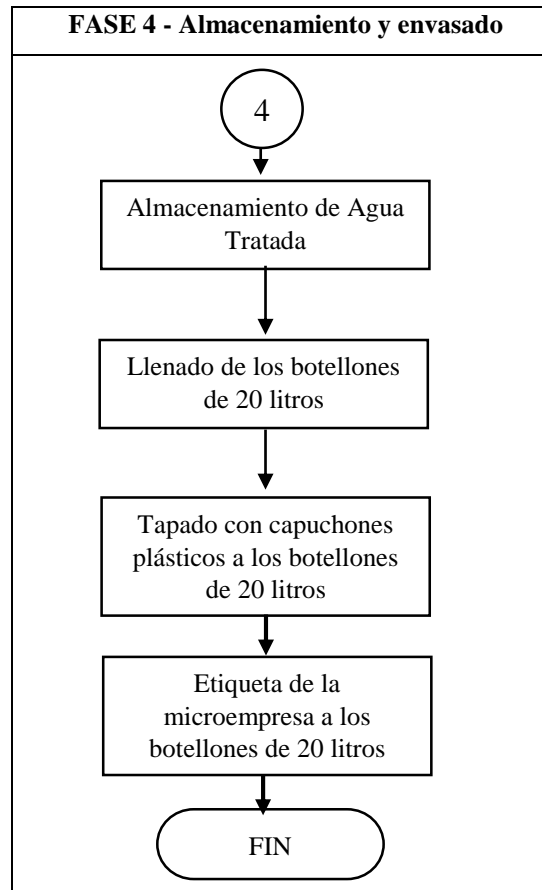 FASE 4 - Almacenamiento y envasado
4
Almacenamiento de Agua
Tratada
Llenado de los botellones
de 20 litros
Tapado con capuchones
plásticos a los botellones
de 20 litros
Etiqueta de la
microempresa a los
botellones de 20 litros
FIN